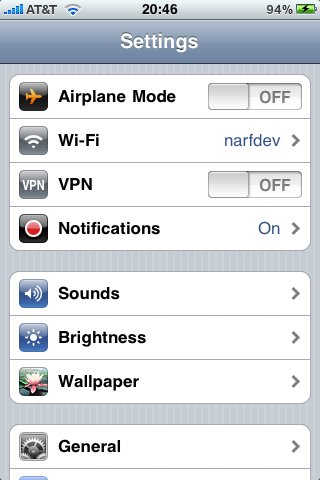 AT&T 20:46 94%
Settings
Airplane Mode OFF
Wi-Fi narfdev
VPN VPN OFF
Notifications On
Sounds
Brightness
Wallpaper
General